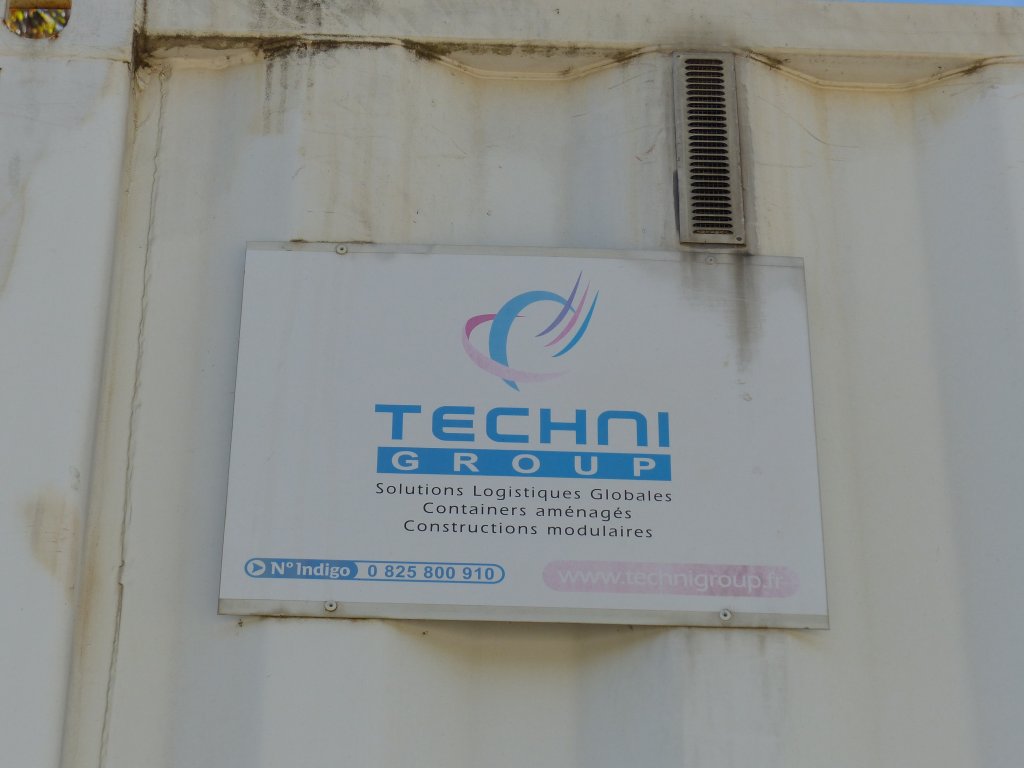 TECHNI
GROUP
Solutions Logistiques Globales
Containers aménagés
Constructions modulaires
N° Indigo 0 825 800 910
www.technigroup.fr